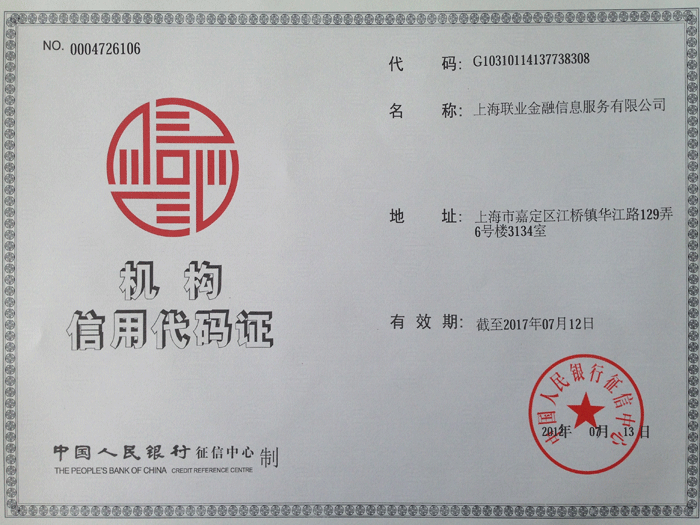 NO. 0004726106
机构
信用代码证
中国人民银行征信中心 制
THE PEOPLE'S BANK OF CHINA CREDIT REFERENCE CENTRE
代 码: G10310114137738308
名 称: 上海联业金融信息服务有限公司
地 址: 上海市嘉定区江桥镇华江路129弄
6号楼3134室
有 效 期: 截至2017年07月12日
中国人民银行征信中心
2012年 07月 13日